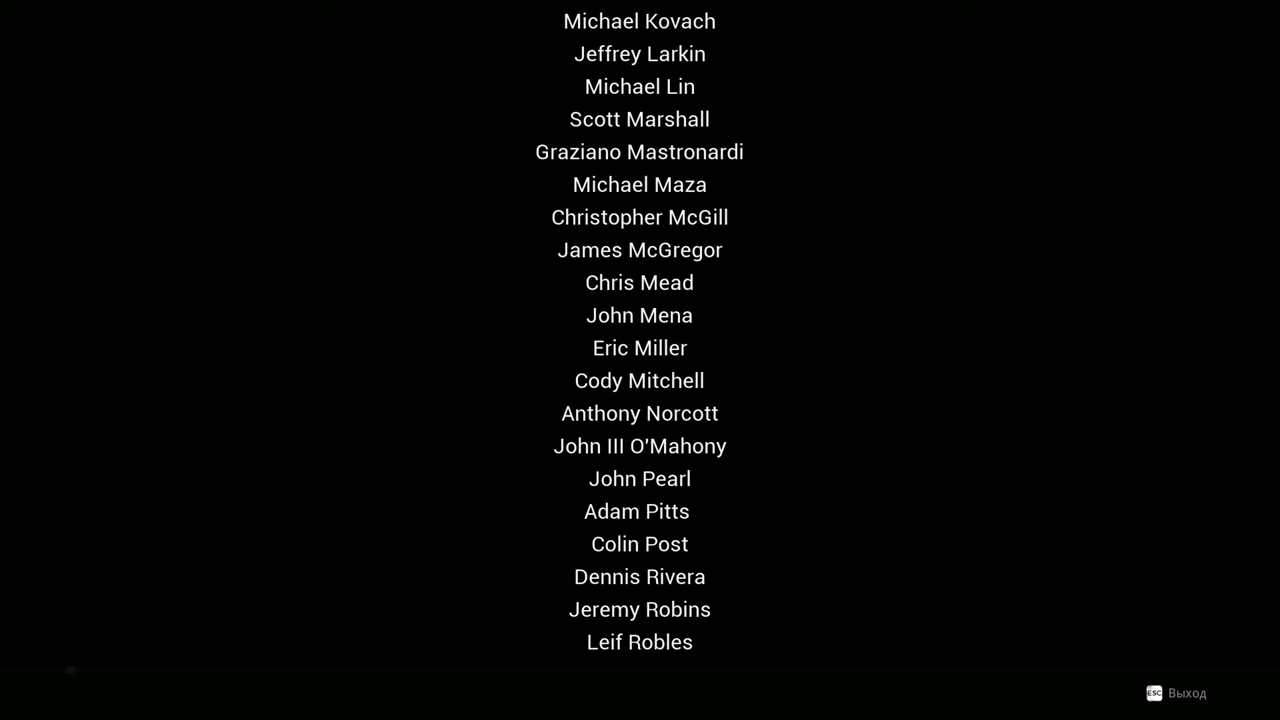 Michael Kovach
Jeffrey Larkin
Michael Lin
Scott Marshall
Graziano Mastronardi
Michael Maza
Christopher McGill
James McGregor
Chris Mead
John Mena
Eric Miller
Cody Mitchell
Anthony Norcott
John III O'Mahony
John Pearl
Adam Pitts
Colin Post
Dennis Rivera
Jeremy Robins
Leif Robles
ESC Выход